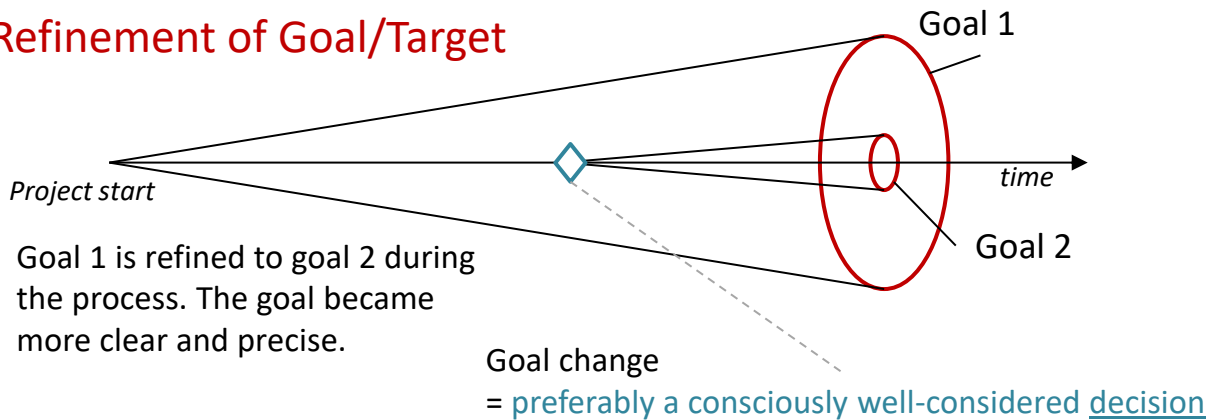 Refinement of Goal/Target
Goal 1
Project start
time
Goal 2
Goal 1 is refined to goal 2 during
the process. The goal became
more clear and precise.
Goal change
= preferably a consciously well-considered decision